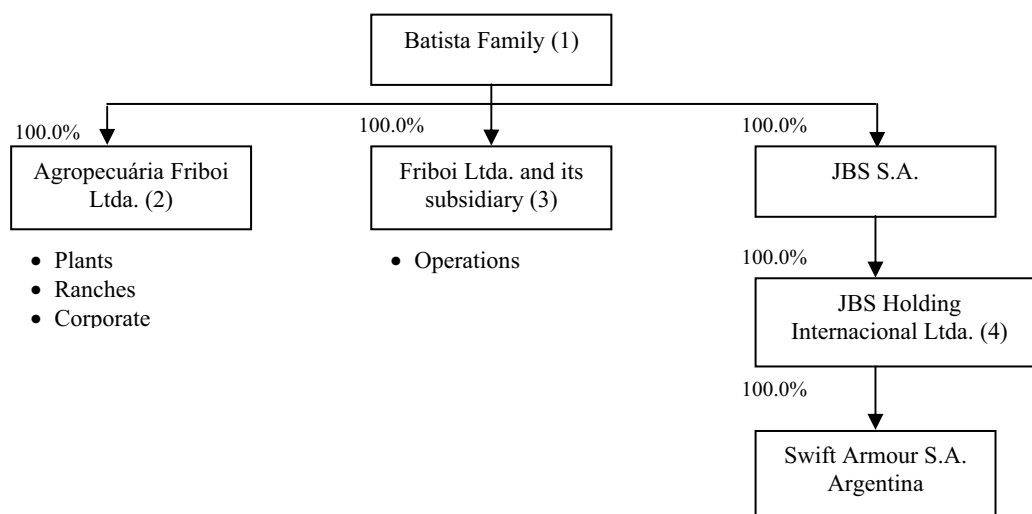 Batista Family (1)
100.0%
100.0%
100.0%
Agropecuária Friboi
Ltda. (2)
Friboi Ltda. and its
subsidiary (3)
JBS S.A.
• Plants
• Ranches
• Corporate
• Operations
100.0%
JBS Holding
Internacional Ltda. (4)
100.0%
Swift Armour S.A.
Argentina